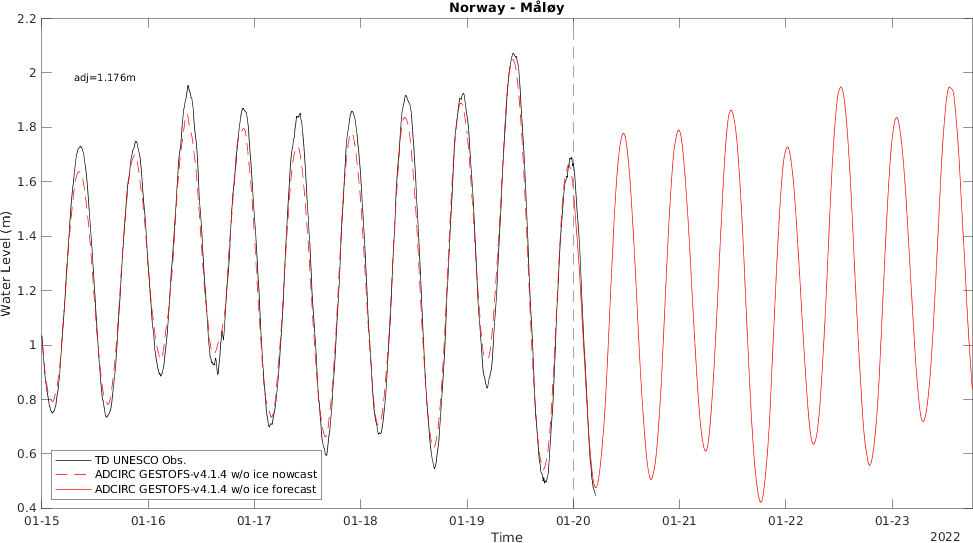 Norway - Måløy
2.2
2
1.8
1.6
1.4
1.2
1
0.8
0.6
0.4
Water Level (m)
adj=1.176m
TD UNESCO Obs.
ADCIRC GESTOFS-v4.1.4 w/o ice nowcast
ADCIRC GESTOFS-v4.1.4 w/o ice forecast
01-15 01-16 01-17 01-18 01-19 01-20 01-21 01-22 01-23
Time
2022